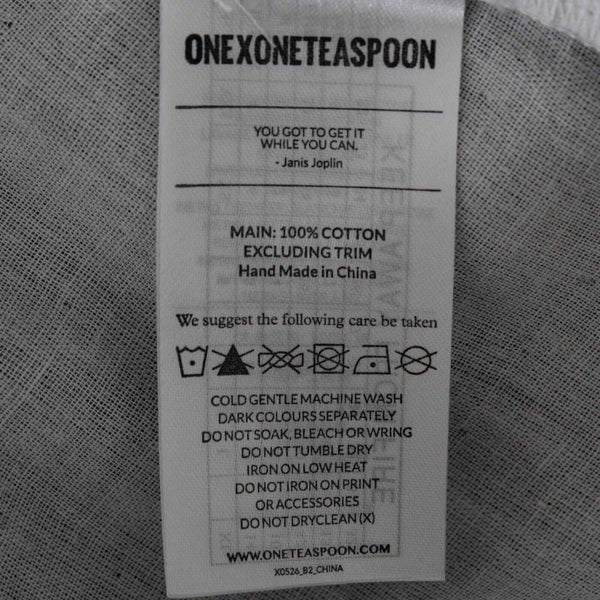 ONEXONETEASPOON
YOU GOT TO GET IT
WHILE YOU CAN.
- Janis Joplin
MAIN: 100% COTTON
EXCLUDING TRIM
Hand Made in China
We suggest the following care be taken
COLD GENTLE MACHINE WASH
DARK COLOURS SEPARATELY
DO NOT SOAK, BLEACH OR WRING
DO NOT TUMBLE DRY
IRON ON LOW HEAT
DO NOT IRON ON PRINT
OR ACCESSORIES
DO NOT DRYCLEAN (X)
WWW.ONETEASPOON.COM
X0526_B2_CHINA